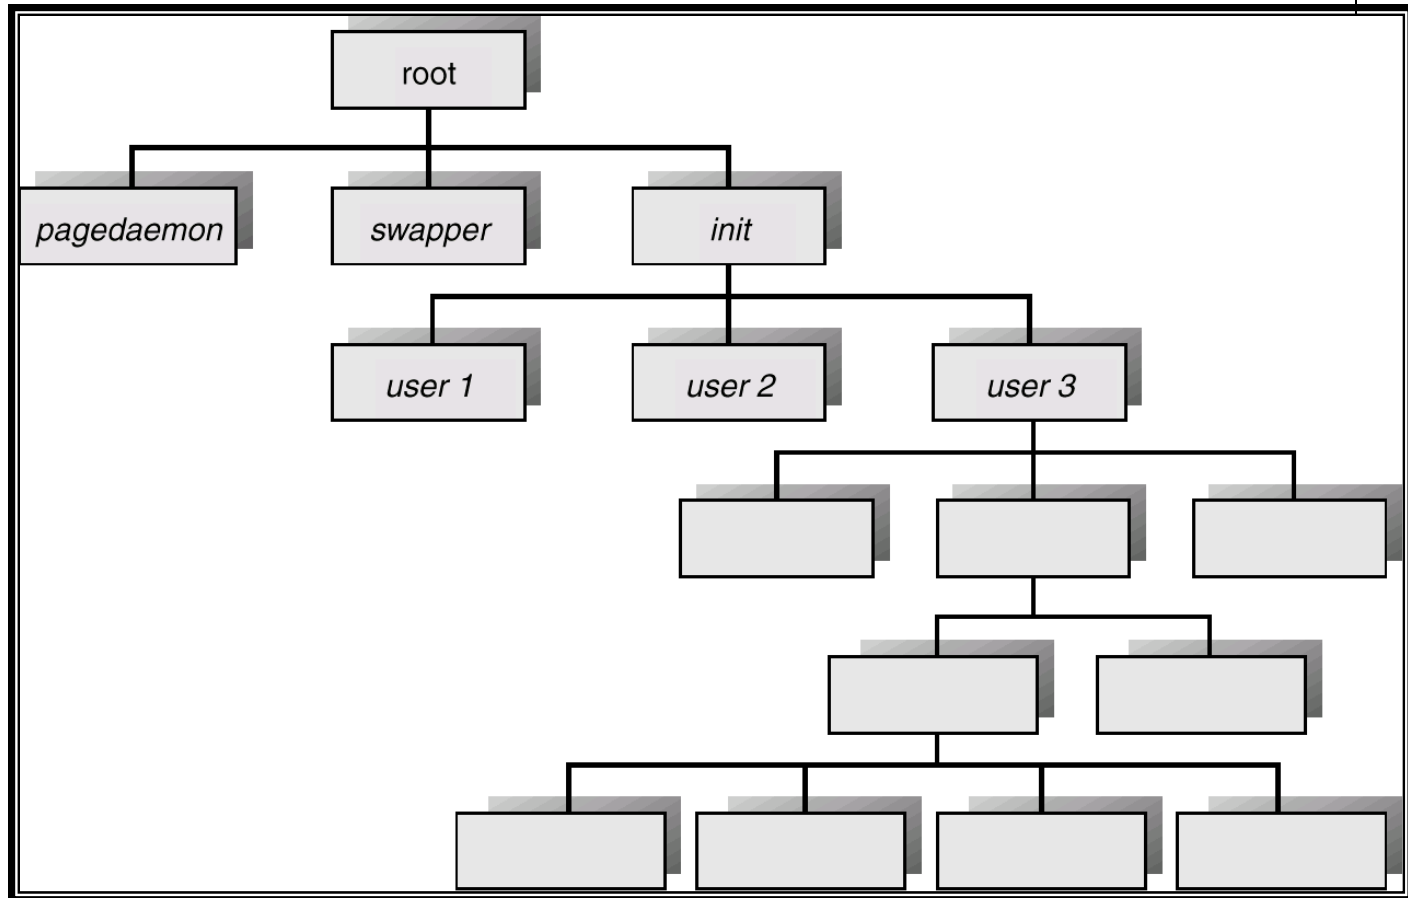 root
pagedaemon
swapper
init
user 1
user 2
user 3